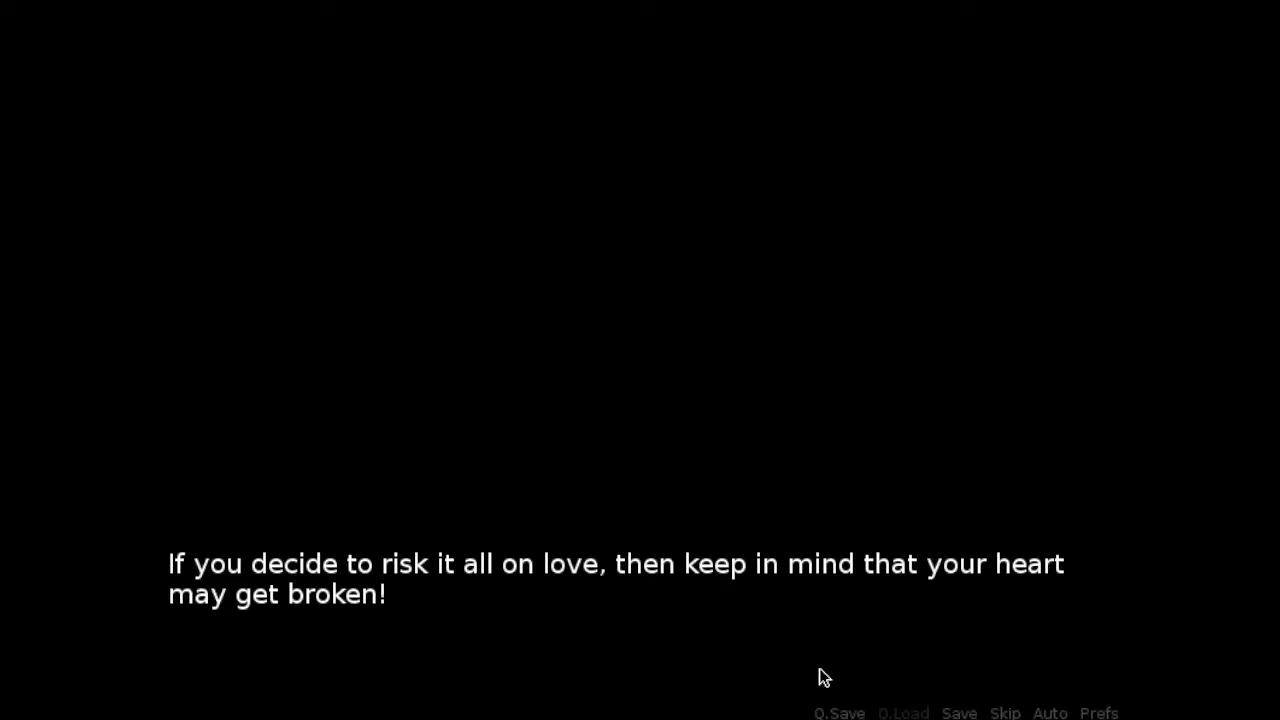 If you decide to risk it all on love, then keep in mind that your heart
may get broken!
Q.Save Q.Load Save Skip Auto Prefs